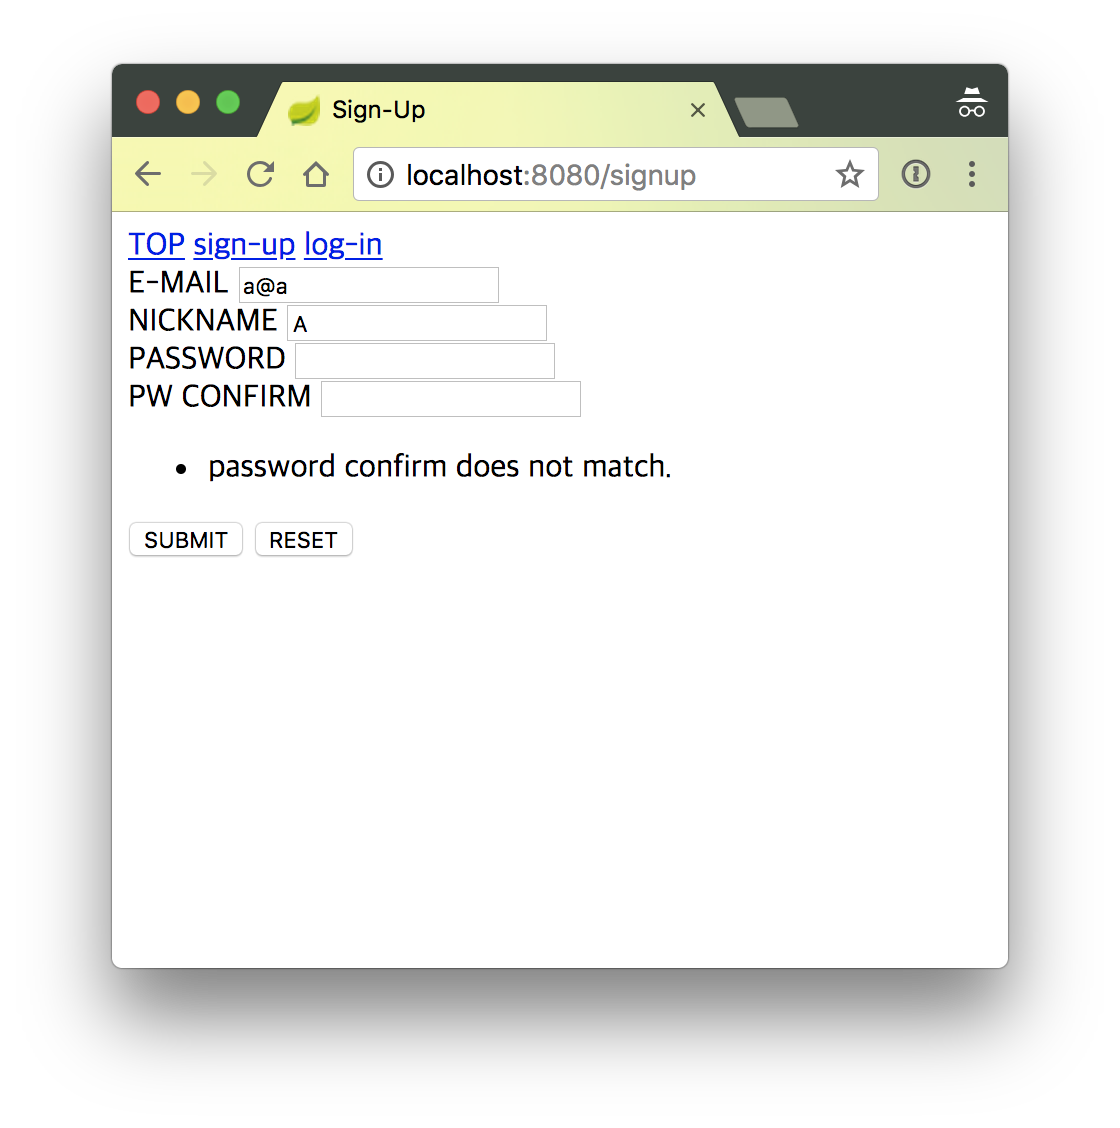 Sign-Up
localhost:8080/signup
TOP sign-up log-in
E-MAIL a@a
NICKNAME A
PASSWORD
PW CONFIRM
password confirm does not match.
SUBMIT RESET